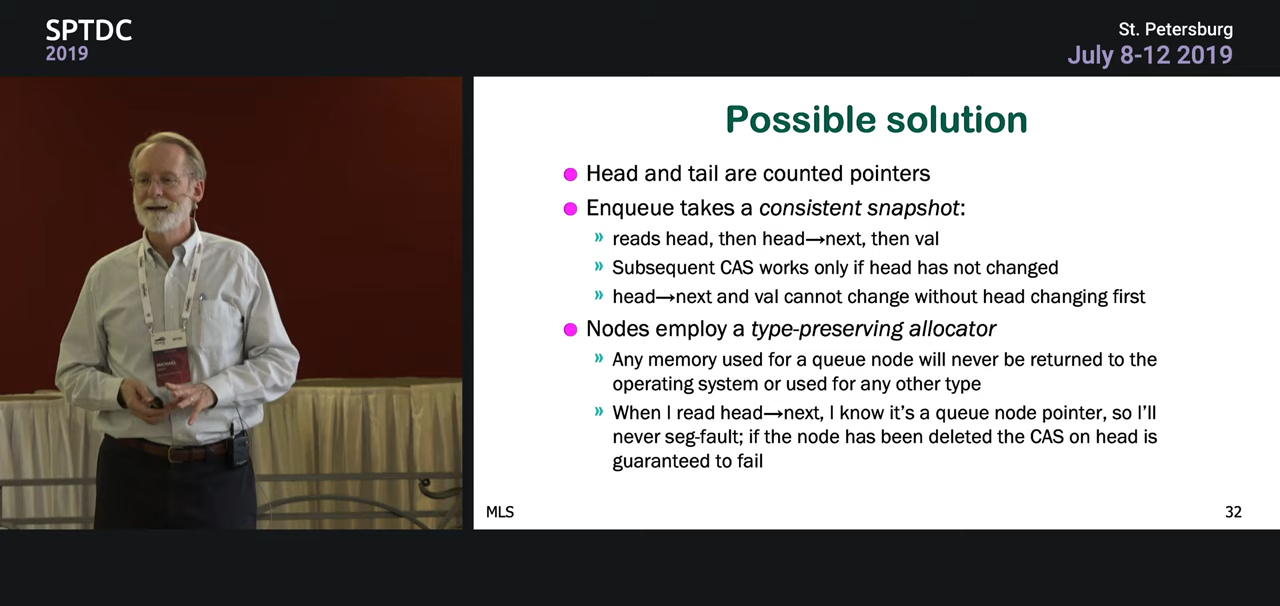 SPTDC
2019
St. Petersburg
July 8-12 2019
Possible solution
Head and tail are counted pointers
Enqueue takes a consistent snapshot:
» reads head, then head→next, then val
» Subsequent CAS works only if head has not changed
» head→next and val cannot change without head changing first
Nodes employ a type-preserving allocator
» Any memory used for a queue node will never be returned to the
operating system or used for any other type
» When I read head→next, I know it's a queue node pointer, so I'll
never seg-fault; if the node has been deleted the CAS on head is
guaranteed to fail
MLS
32
MICHAEL